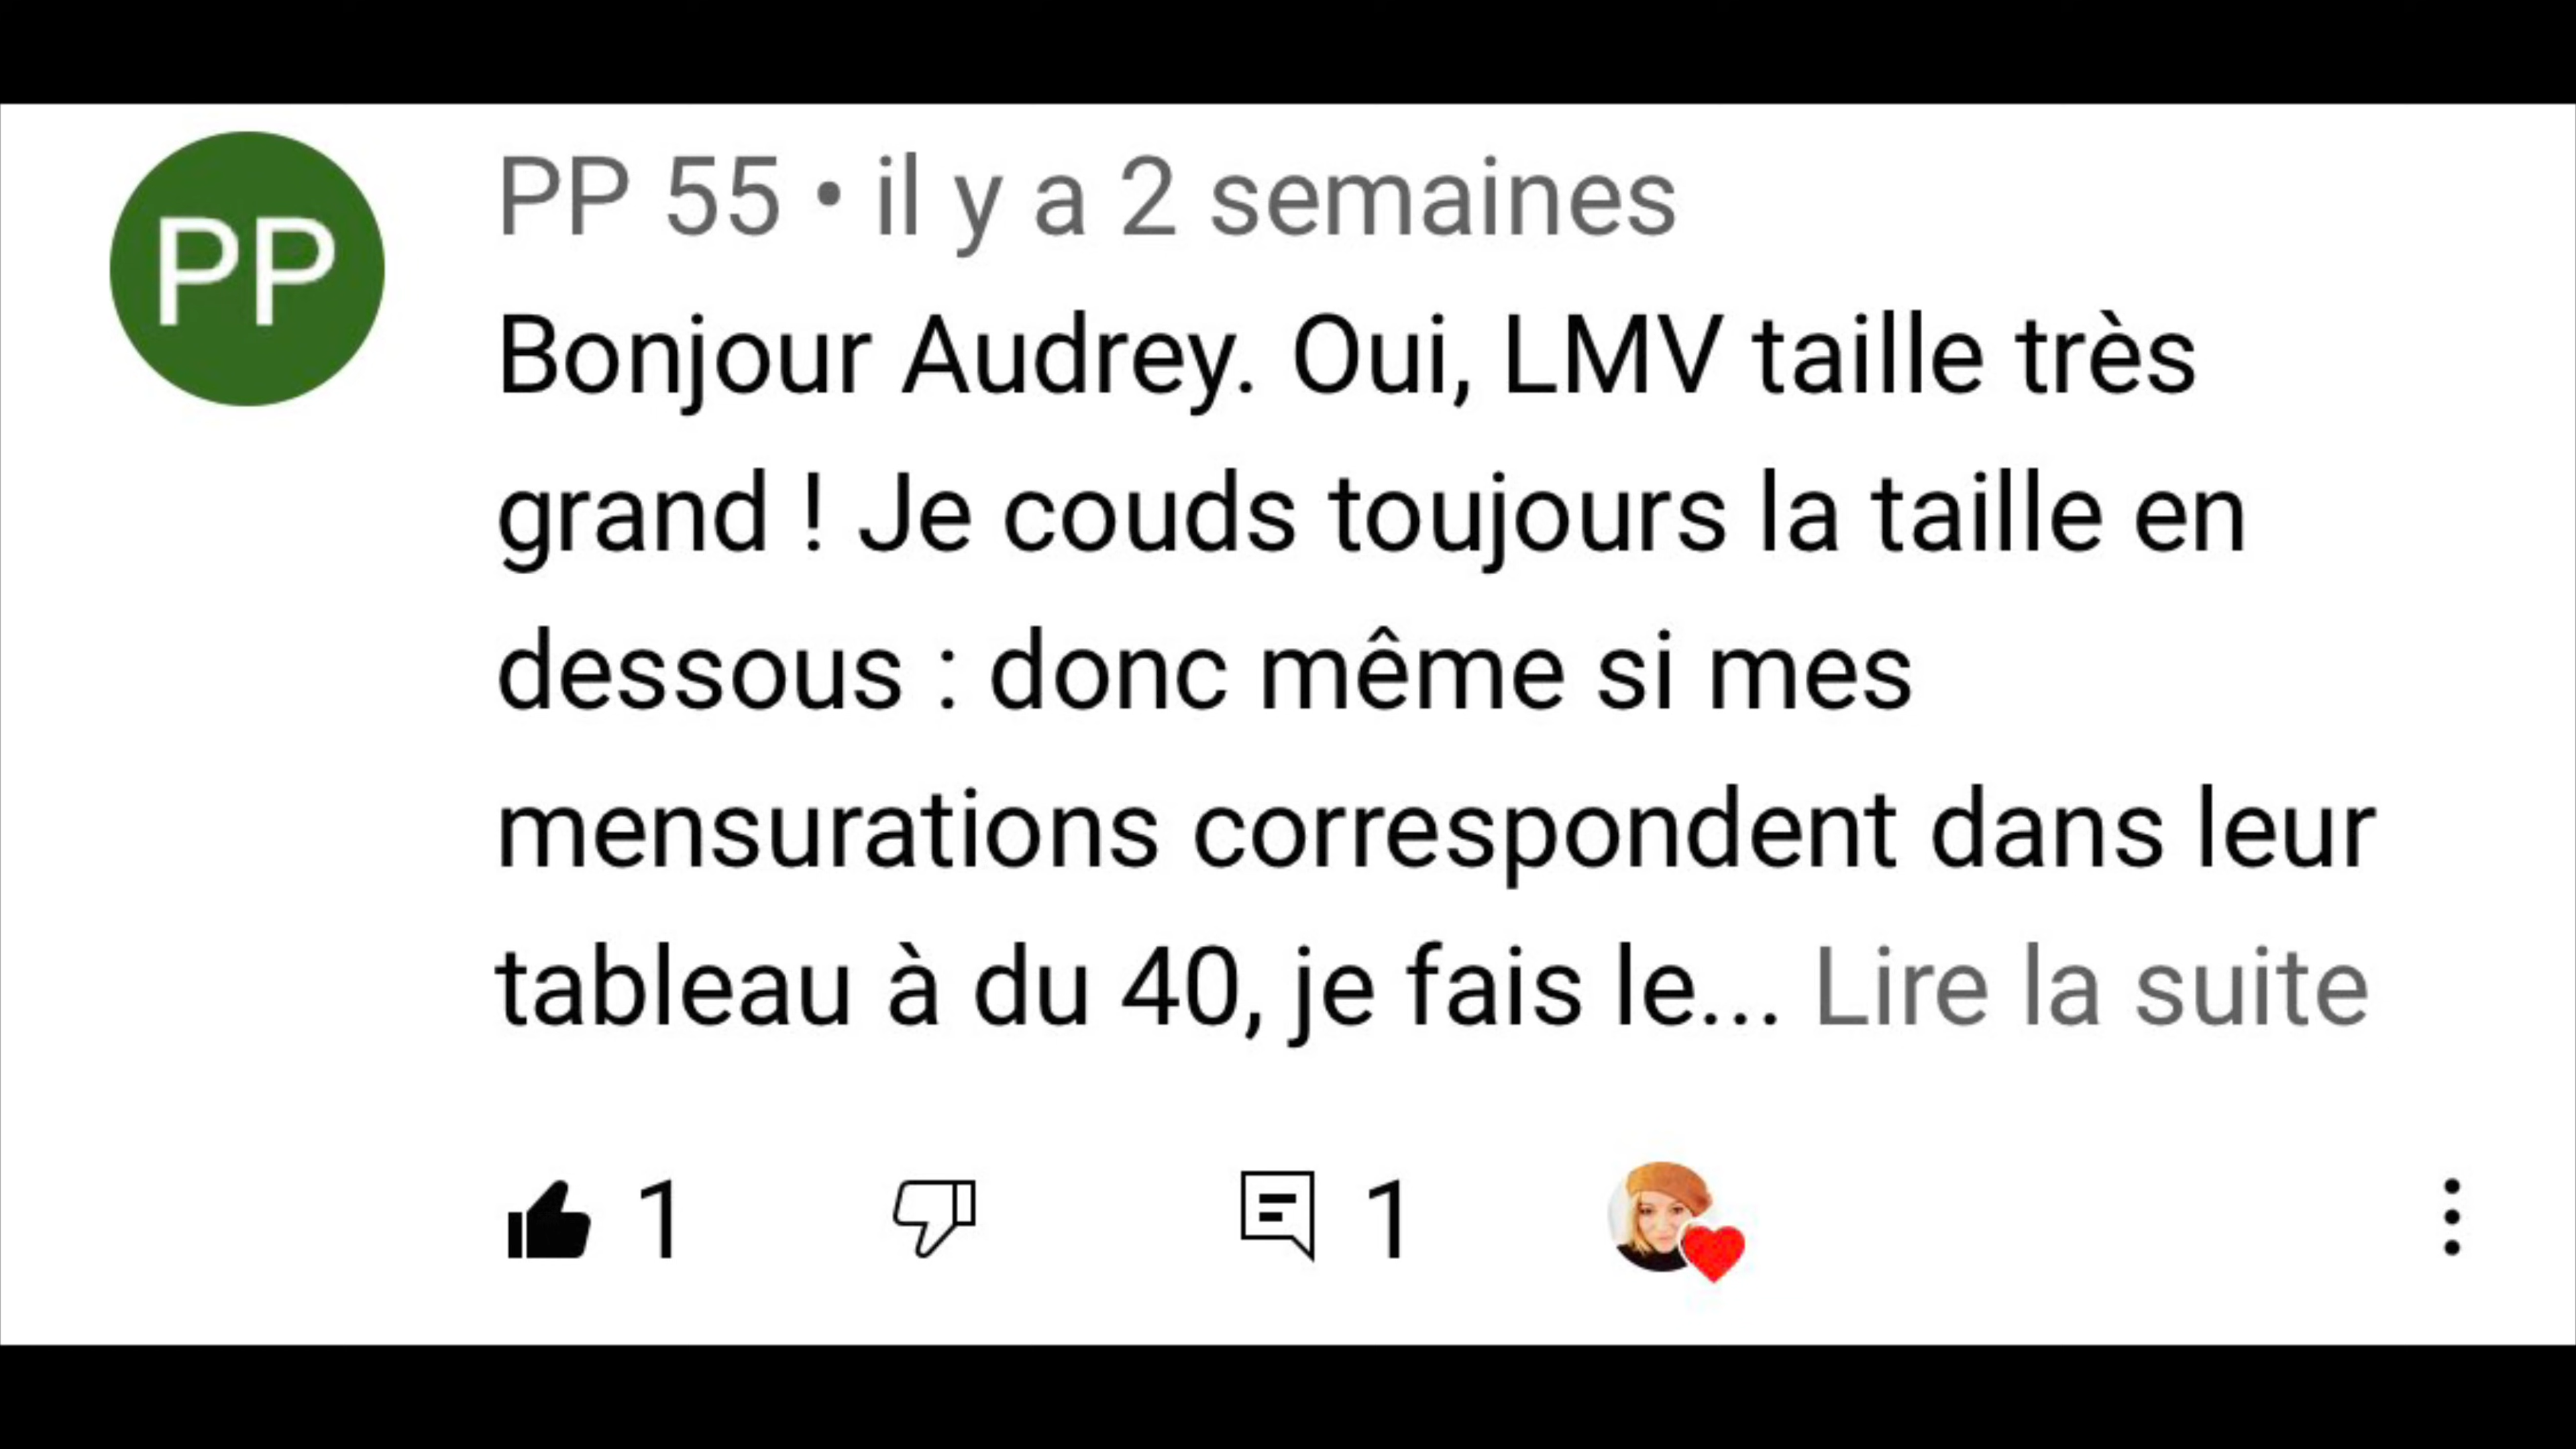 PP
PP 55 • il y a 2 semaines
Bonjour Audrey. Oui, LMV taille très
grand ! Je couds toujours la taille en
dessous : donc même si mes
mensurations correspondent dans leur
tableau à du 40, je fais le... Lire la suite
1 1